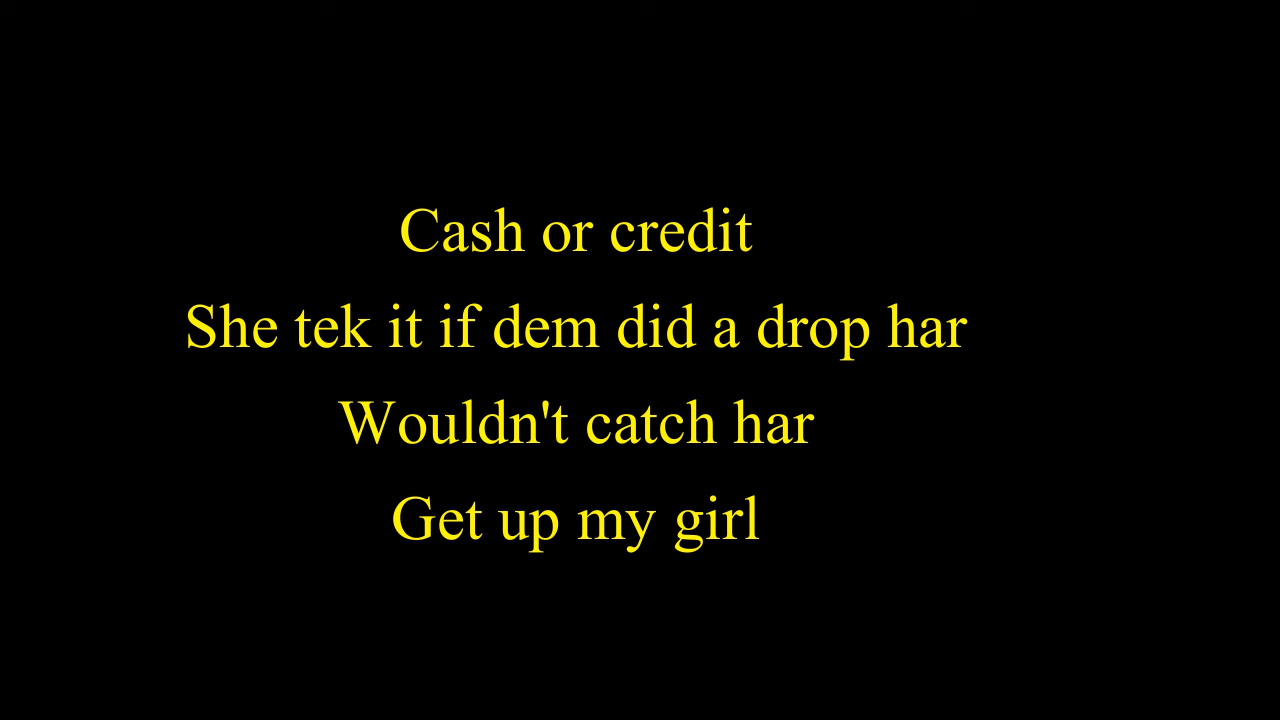 Cash or credit
She tek it if dem did a drop har
Wouldn't catch har
Get up my girl